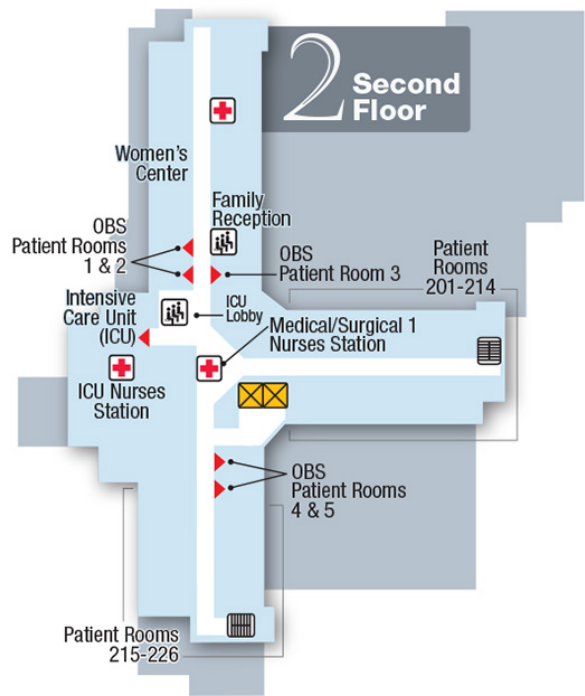 2 Second
Floor
Women's
Center
Family
Reception
OBS
Patient Rooms
1 & 2
OBS
Patient Room 3
Patient
Rooms
201-214
Intensive
Care Unit
(ICU)
ICU
Lobby
Medical/Surgical 1
Nurses Station
ICU Nurses
Station
OBS
Patient Rooms
4 & 5
Patient Rooms
215-226